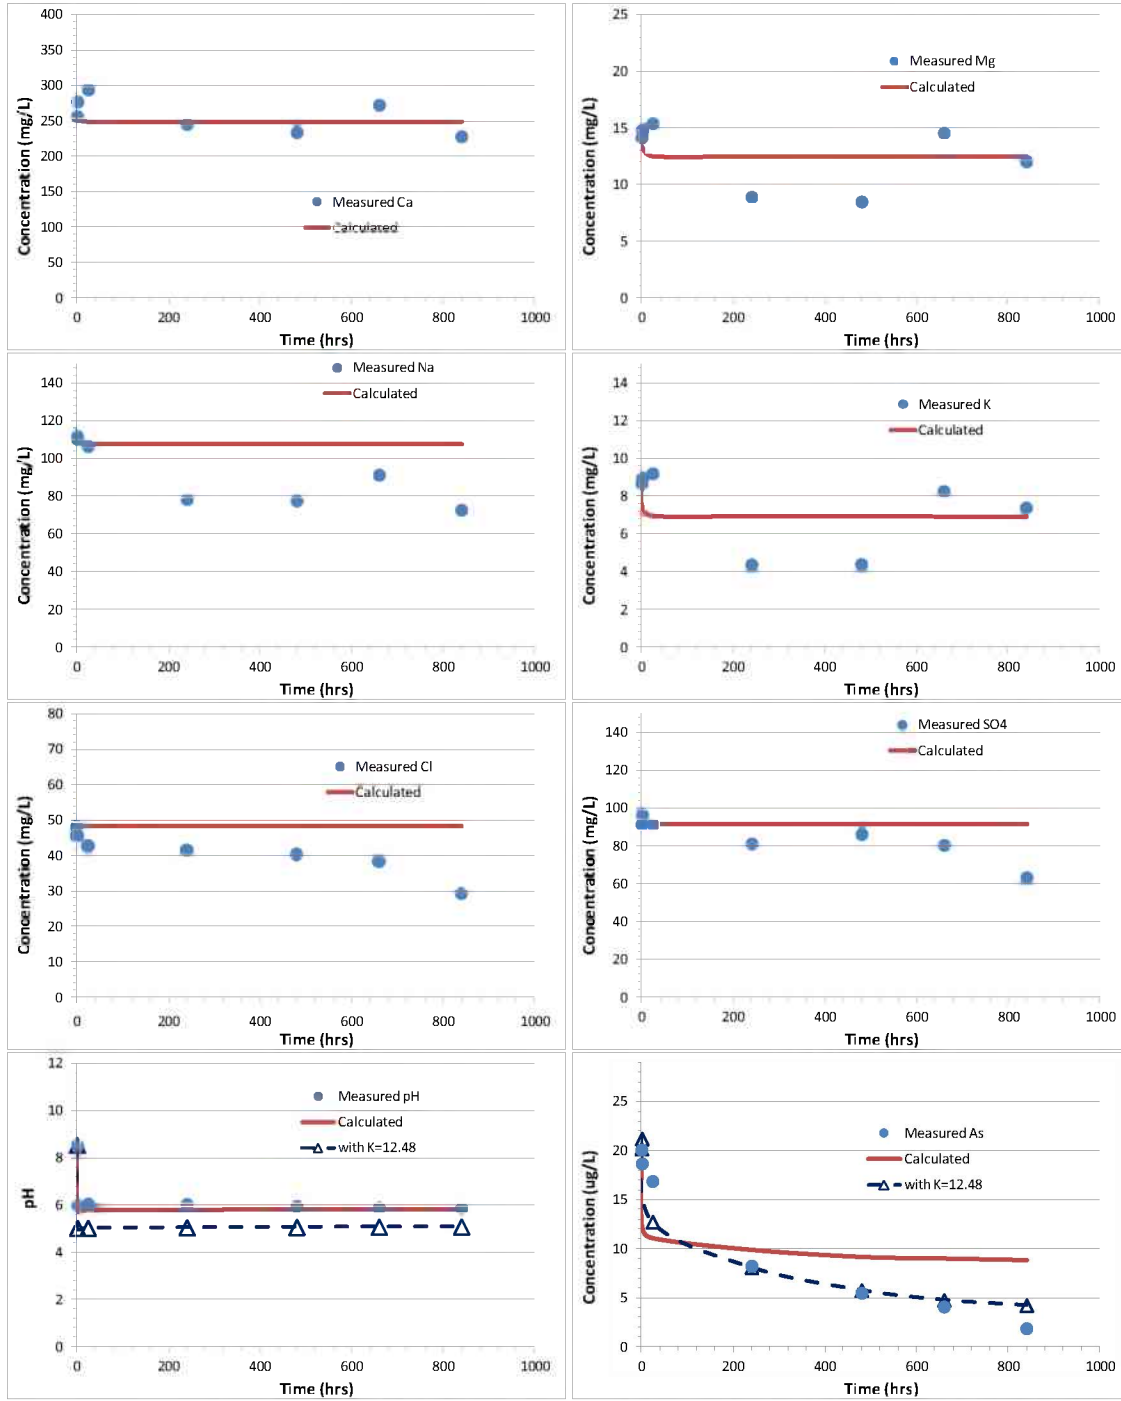 400
350
300
250
200
150
100
50
0
Concentration (mg/L)
Measured Ca
Calculated
0 200 400 600 800 1000
Time (hrs)
25
20
15
10
5
0
Concentration (mg/L)
Measured Mg
Calculated
0 200 400 600 800 1000
Time (hrs)
140
120
100
80
60
40
20
0
Concentration (mg/L)
Measured Na
Calculated
0 200 400 600 800 1000
Time (hrs)
14
12
10
8
6
4
2
0
Concentration (mg/L)
Measured K
Calculated
0 200 400 600 800 1000
Time (hrs)
80
70
60
50
40
30
20
10
0
Concentration (mg/L)
Measured Cl
Calculated
0 200 400 600 800 1000
Time (hrs)
140
120
100
80
60
40
20
0
Concentration (mg/L)
Measured SO4
Calculated
0 200 400 600 800 1000
Time (hrs)
12
10
8
6
4
2
0
pH
Measured pH
Calculated
with K=12.48
0 200 400 600 800 1000
Time (hrs)
25
20
15
10
5
0
Concentration (ug/L)
Measured As
Calculated
with K=12.48
0 200 400 600 800 1000
Time (hrs)